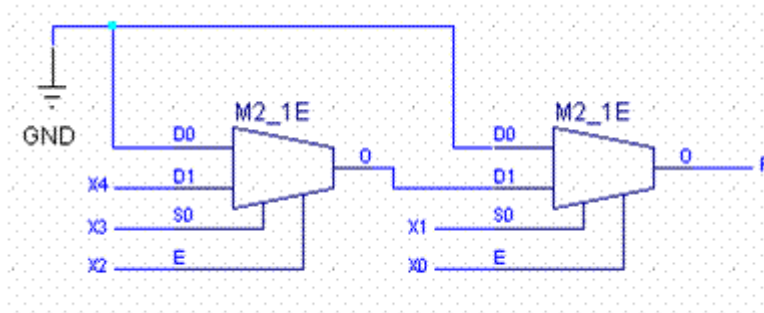 M2_1E M2_1E
GND D0 O D0 O
X4 D1 D1
X3 S0 X1 S0
X2 E X0 E